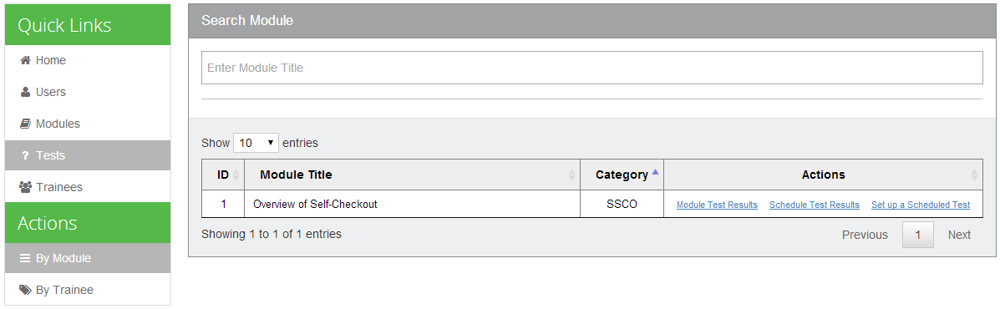 Quick Links
Home
Users
Modules
Tests
Trainees
Actions
By Module
By Trainee
Search Module
Enter Module Title
Show 10 entries
ID Module Title Category Actions
1 Overview of Self-Checkout SSCO Module Test Results Schedule Test Results Set up a Scheduled Test
Showing 1 to 1 of 1 entries Previous 1 Next